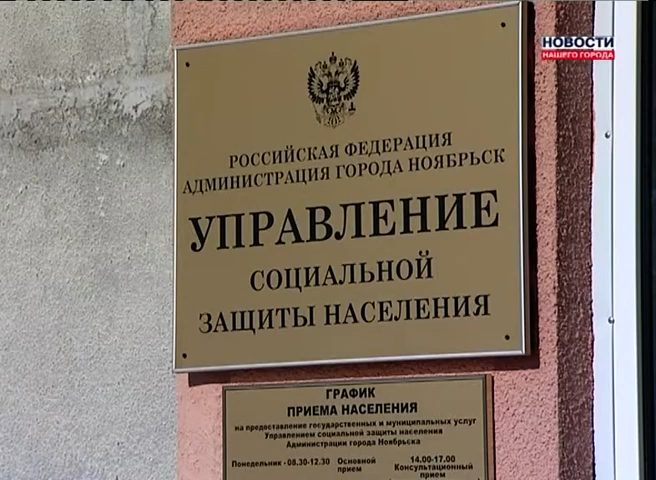 НОВОСТИ
НАШЕГО ГОРОДА
РОССИЙСКАЯ ФЕДЕРАЦИЯ
АДМИНИСТРАЦИЯ ГОРОДА НОЯБРЬСК
УПРАВЛЕНИЕ
СОЦИАЛЬНОЙ
ЗАЩИТЫ НАСЕЛЕНИЯ
ГРАФИК
ПРИЕМА НАСЕЛЕНИЯ
на предоставление государственных и муниципальных услуг
Управлением социальной защиты населения
Администрации города Ноябрьска
Понедельник - 08.30-12.30 Основной 14.00-17.00
прием Консультационный
прием